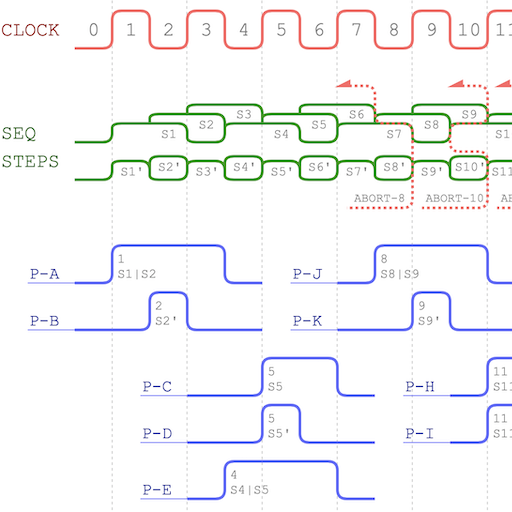 CLOCK 0 1 2 3 4 5 6 7 8 9 10 11
S3 S6 S9
SEQ S1 S2 S4 S5 S7 S8 S1
STEPS S1' S2' S3' S4' S5' S6' S7' S8' S9' S10' S11
ABORT-8 ABORT-10 AB
1 8
P-A S1|S2 P-J S8|S9
2 9
P-B S2' P-K S9'
5 11
P-C S5 P-H S11
5 11
P-D S5' P-I S11
4
P-E S4|S5